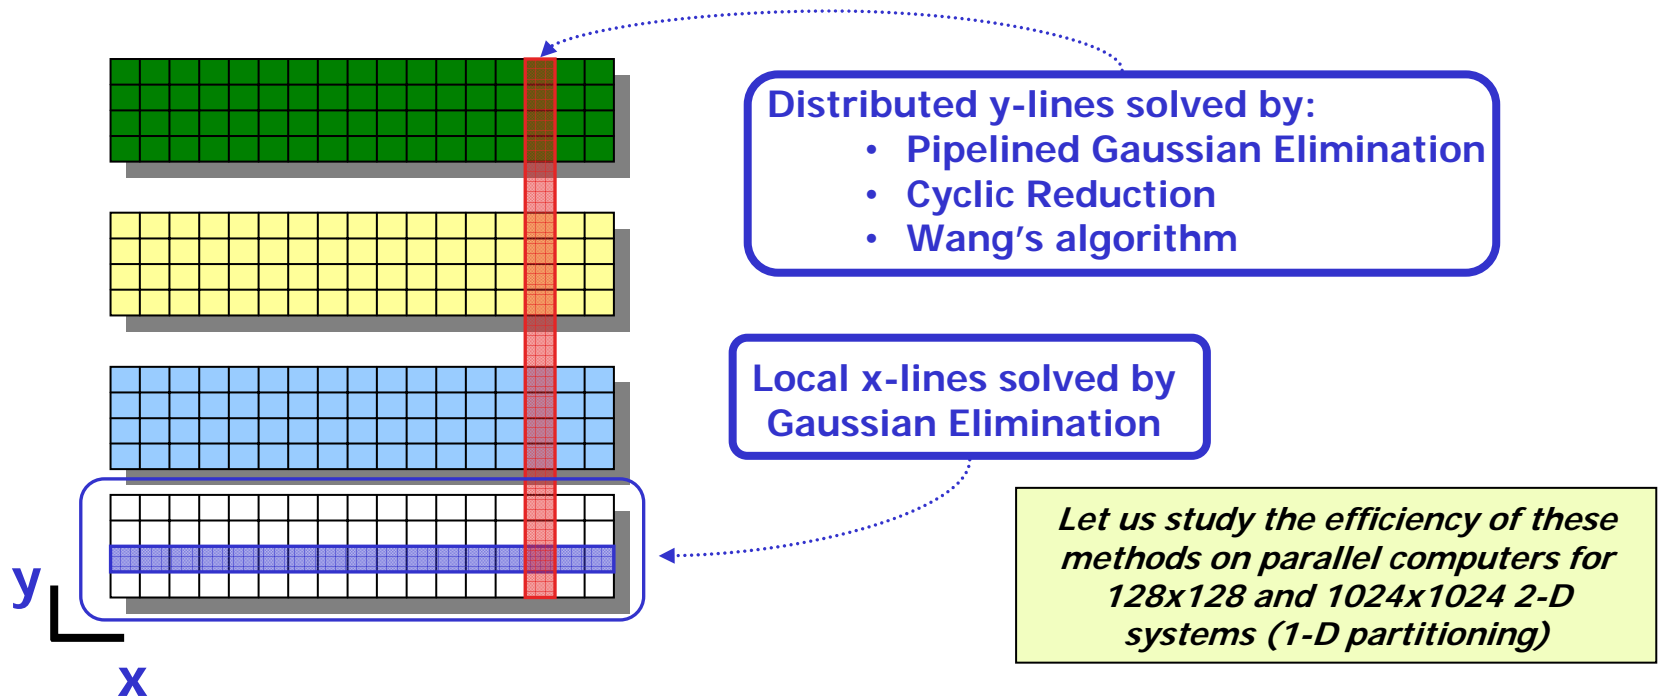 Distributed y-lines solved by:
• Pipelined Gaussian Elimination
• Cyclic Reduction
• Wang's algorithm
Local x-lines solved by
Gaussian Elimination
Let us study the efficiency of these
methods on parallel computers for
128x128 and 1024x1024 2-D
systems (1-D partitioning)
y
x